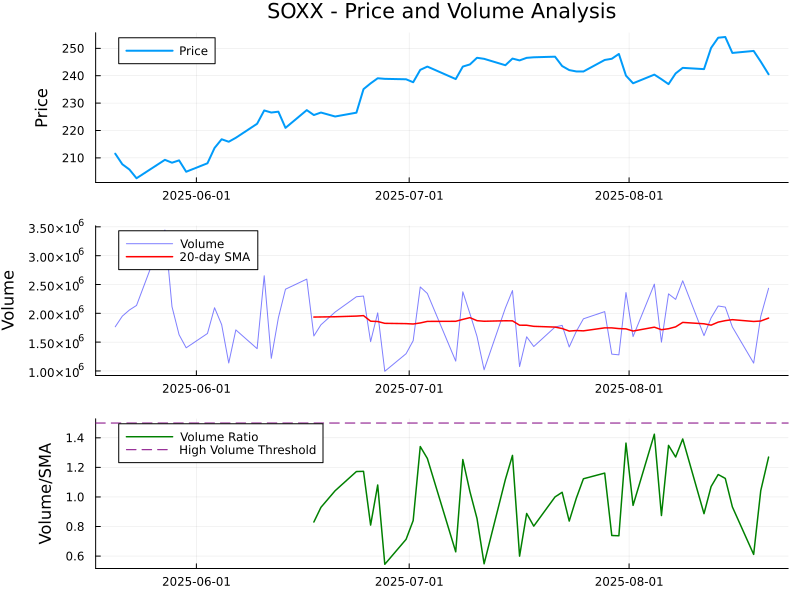 SOXX - Price and Volume Analysis
Price
250
240
230
220
210
Price
2025-06-01 2025-07-01 2025-08-01
Volume
3.50×10⁶
3.00×10⁶
2.50×10⁶
2.00×10⁶
1.50×10⁶
1.00×10⁶
Volume
20-day SMA
2025-06-01 2025-07-01 2025-08-01
Volume/SMA
1.4
1.2
1.0
0.8
0.6
Volume Ratio
High Volume Threshold
2025-06-01 2025-07-01 2025-08-01